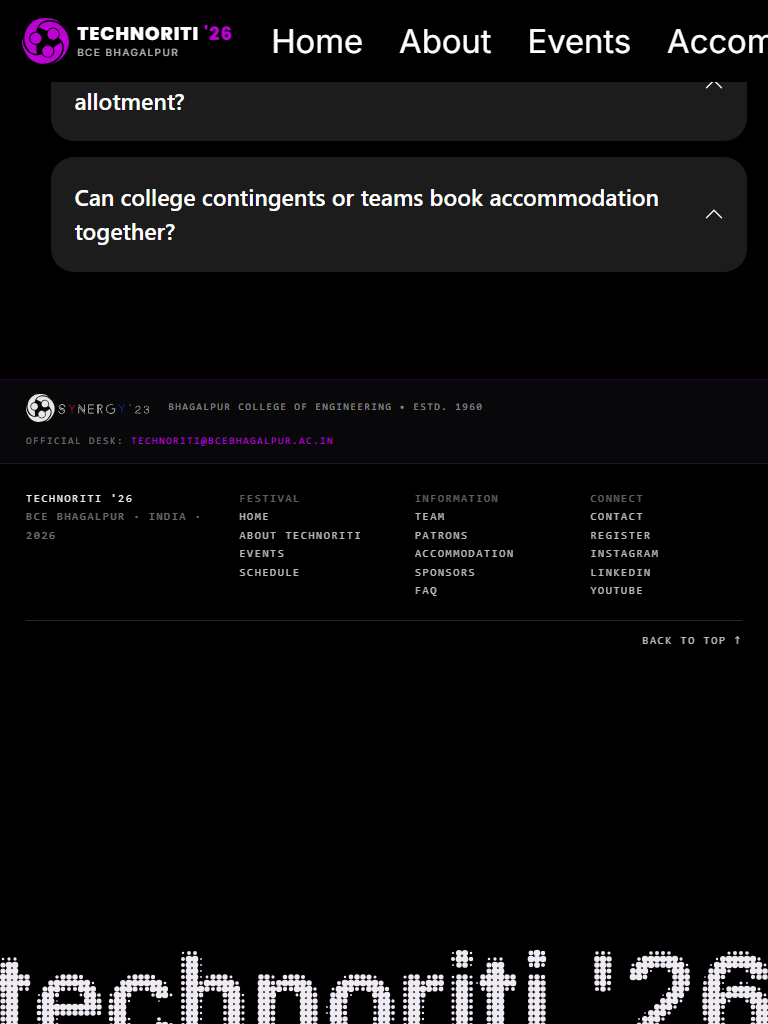 TECHNORITI '26
BCE BHAGALPUR
Home About Events Accom
allotment?
Can college contingents or teams book accommodation
together?
SYNERGY'23
BHAGALPUR COLLEGE OF ENGINEERING • ESTD. 1960
OFFICIAL DESK: TECHNORITI@BCEBHAGALPUR.AC.IN
TECHNORITI '26
BCE BHAGALPUR · INDIA ·
2026
FESTIVAL
HOME
ABOUT TECHNORITI
EVENTS
SCHEDULE
INFORMATION
TEAM
PATRONS
ACCOMMODATION
SPONSORS
FAQ
CONNECT
CONTACT
REGISTER
INSTAGRAM
LINKEDIN
YOUTUBE
BACK TO TOP ↑
technoriti '26